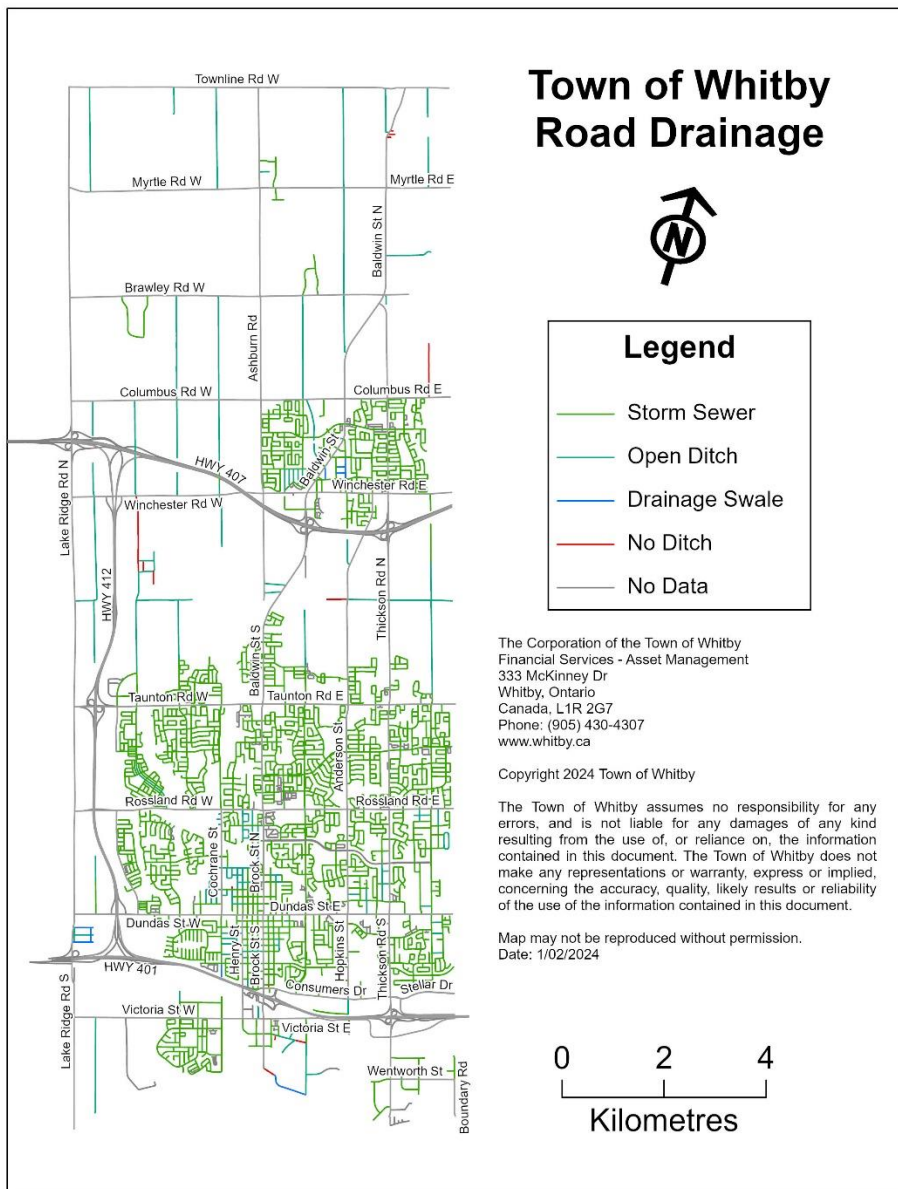 Town of Whitby
Road Drainage
N
Legend
Storm Sewer
Open Ditch
Drainage Swale
No Ditch
No Data
The Corporation of the Town of Whitby
Financial Services - Asset Management
333 McKinney Dr
Whitby, Ontario
Canada, L1R 2G7
Phone: (905) 430-4307
www.whitby.ca
Copyright 2024 Town of Whitby
The Town of Whitby assumes no responsibility for any
errors, and is not liable for any damages of any kind
resulting from the use of, or reliance on, the information
contained in this document. The Town of Whitby does not
make any representations or warranty, express or implied,
concerning the accuracy, quality, likely results or reliability
of the use of the information contained in this document.
Map may not be reproduced without permission.
Date: 1/02/2024
0 2 4
Kilometres
Townline Rd W
Myrtle Rd W
Myrtle Rd E
Baldwin St N
Brawley Rd W
Ashburn Rd
Columbus Rd W
Columbus Rd E
Lake Ridge Rd N
HWY 407
Baldwin St
Winchester Rd E
Winchester Rd W
HWY 412
Thickson Rd N
Baldwin St S
Taunton Rd W
Taunton Rd E
Anderson St
Rossland Rd W
Rossland Rd E
Cochrane St
Brock St N
Dundas St E
Dundas St W
Henry St
Brock St S
Hopkins St
Thickson Rd S
HWY 401
Consumers Dr
Stellar Dr
Lake Ridge Rd S
Victoria St W
Victoria St E
Wentworth St
Boundary Rd